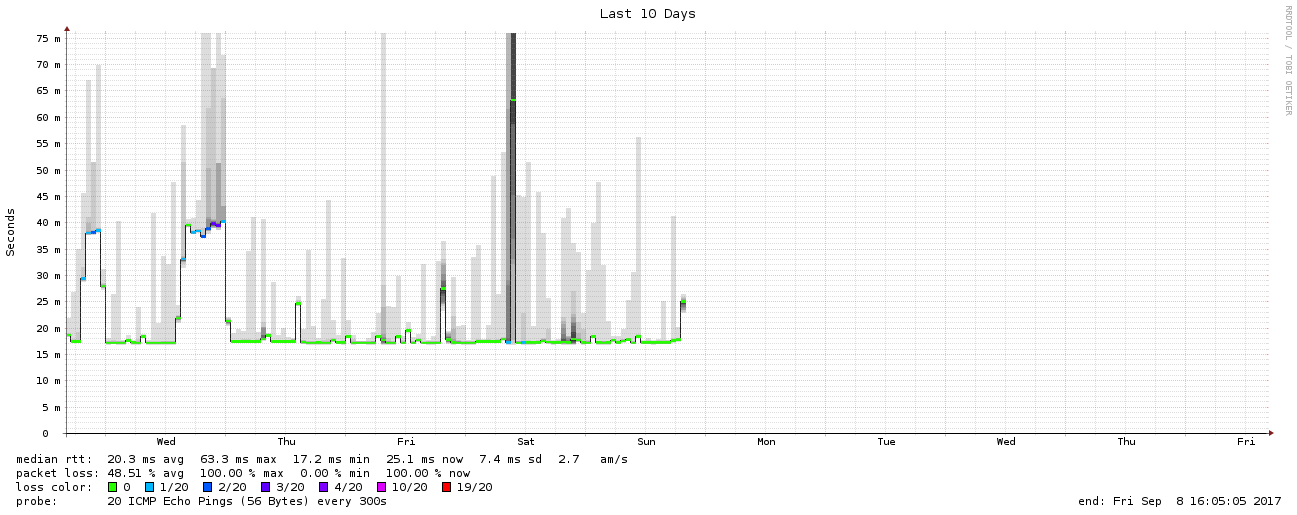 Last 10 Days
RRDTOOL / TOBI OETIKER
Seconds
75 m
70 m
65 m
60 m
55 m
50 m
45 m
40 m
35 m
30 m
25 m
20 m
15 m
10 m
5 m
0
Wed Thu Fri Sat Sun Mon Tue Wed Thu Fri
median rtt: 20.3 ms avg 63.3 ms max 17.2 ms min 25.1 ms now 7.4 ms sd 2.7 am/s
packet loss: 48.51 % avg 100.00 % max 0.00 % min 100.00 % now
loss color: 0 1/20 2/20 3/20 4/20 10/20 19/20
probe: 20 ICMP Echo Pings (56 Bytes) every 300s end: Fri Sep 8 16:05:05 2017